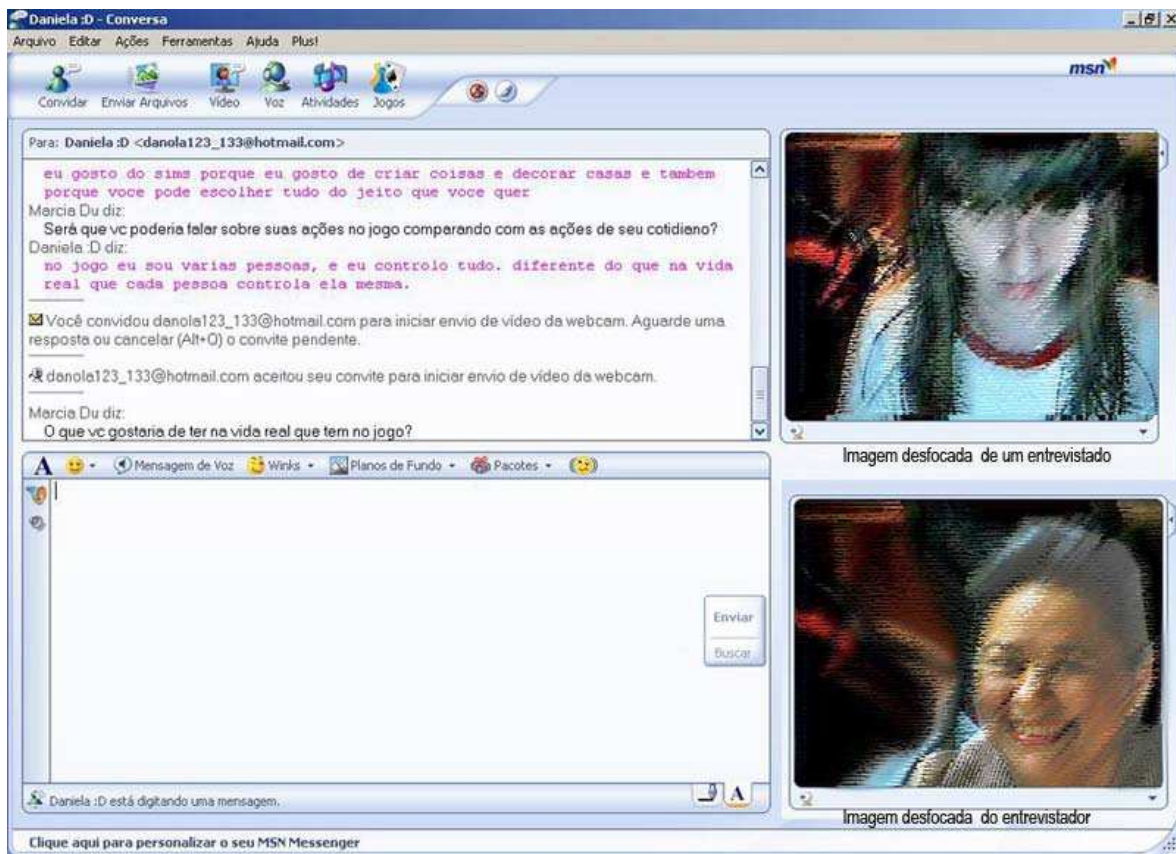 Daniela :D - Conversa
Arquivo Editar Ações Ferramentas Ajuda Plus!
Convidar Enviar Arquivos Vídeo Voz Atividades Jogos
msn
Para: Daniela :D <danola123_133@hotmail.com>
eu gosto do sims porque eu gosto de criar coisas e decorar casas e tambem
porque voce pode escolher tudo do jeito que voce quer
Marcia Du diz:
Será que vc poderia falar sobre suas ações no jogo comparando com as ações de seu cotidiano?
Daniela :D diz:
no jogo eu sou varias pessoas, e eu controlo tudo. diferente do que na vida
real que cada pessoa controla ela mesma.
Você convidou danola123_133@hotmail.com para iniciar envio de vídeo da webcam. Aguarde uma
resposta ou cancelar (Alt+O) o convite pendente.
danola123_133@hotmail.com aceitou seu convite para iniciar envio de vídeo da webcam.
Marcia Du diz:
O que vc gostaria de ter na vida real que tem no jogo?
Imagem desfocada de um entrevistado
A Mensagem de Voz Winks Planos de Fundo Pacotes
Enviar
Buscar
Daniela :D está digitando uma mensagem.
A
Imagem desfocada do entrevistador
Clique aqui para personalizar o seu MSN Messenger